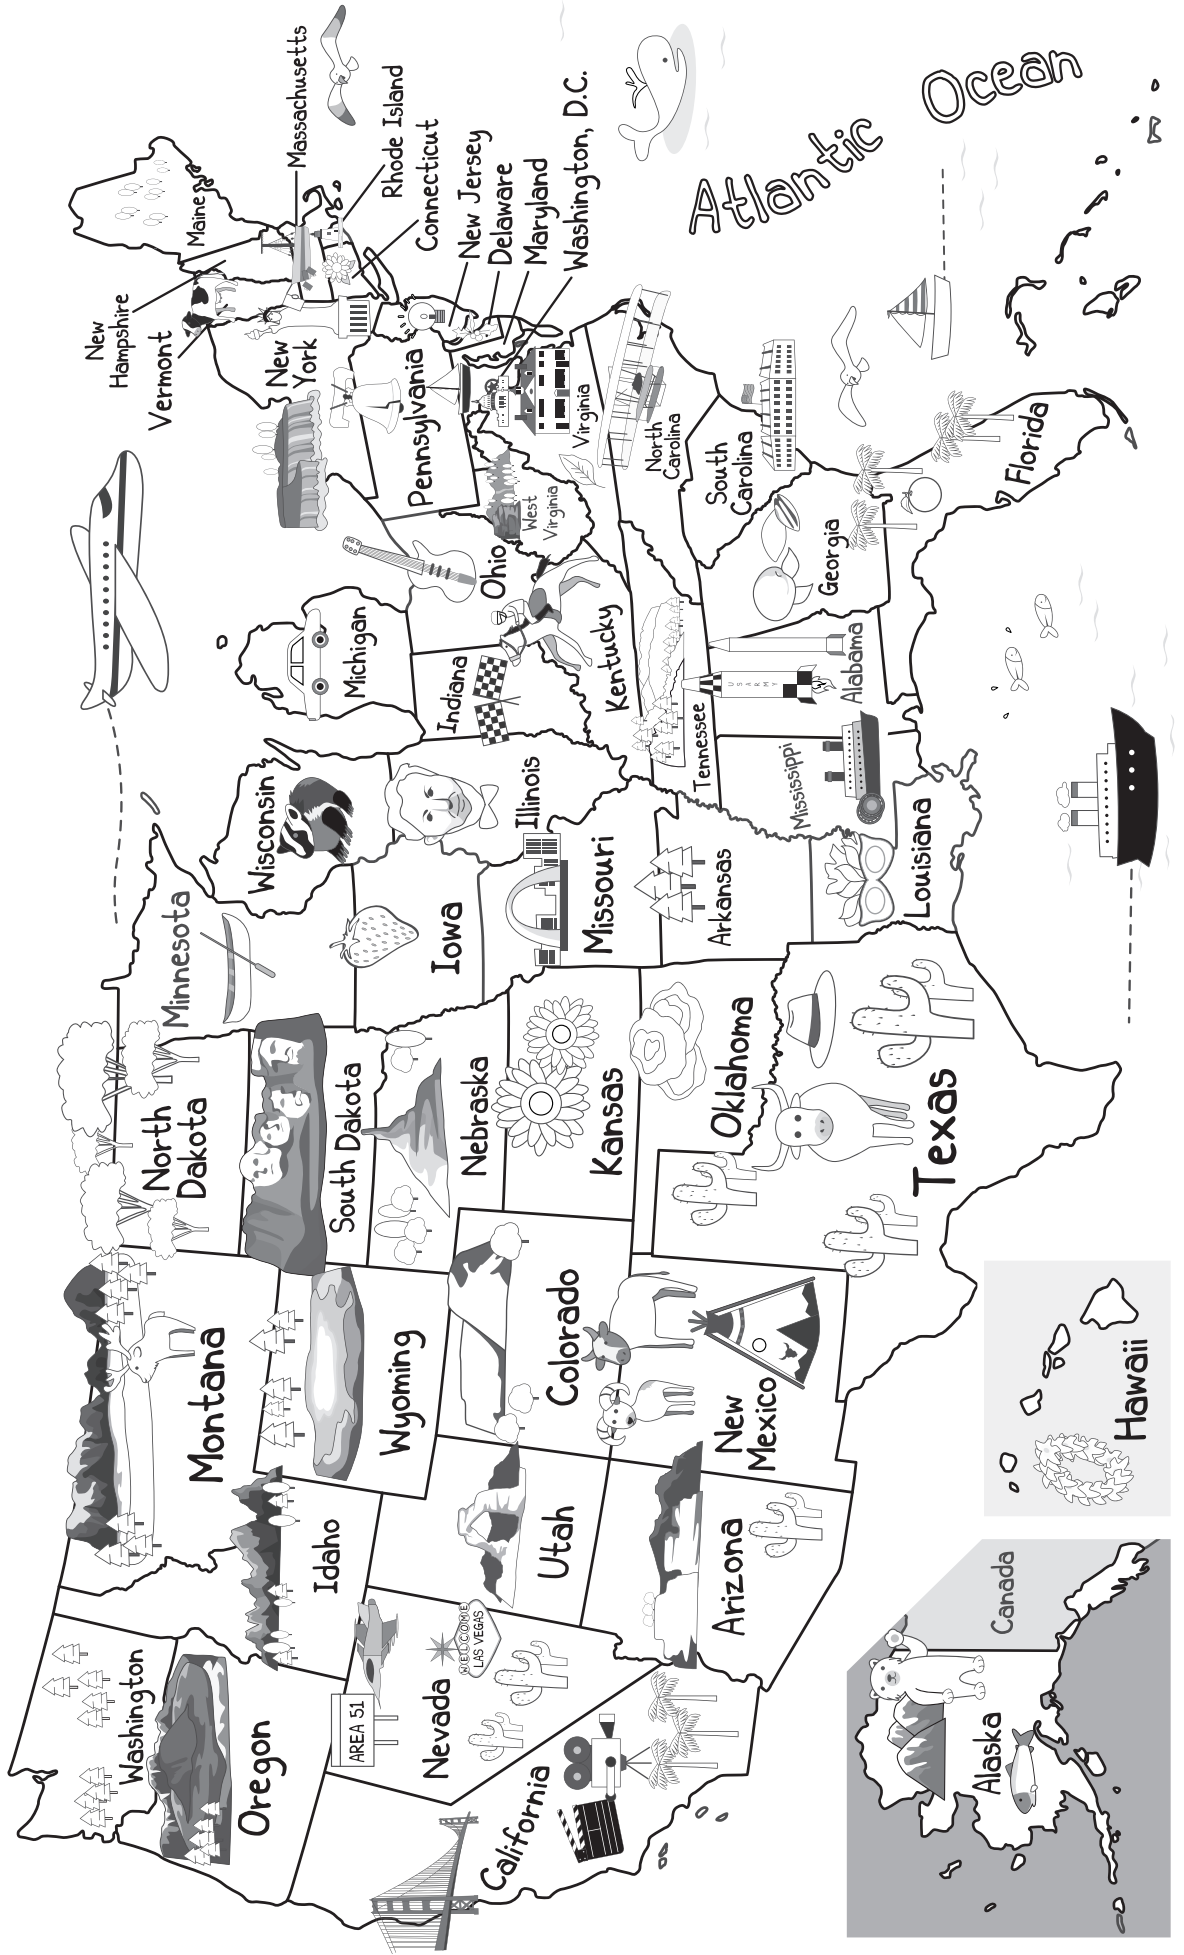 Washington
Oregon
California
AREA 51
Nevada
WELCOME
LAS VEGAS
Idaho
Montana
Wyoming
Utah
Colorado
Arizona
New
Mexico
North
Dakota
South Dakota
Nebraska
Kansas
Oklahoma
Texas
Minnesota
Iowa
Missouri
Arkansas
Louisiana
Wisconsin
Illinois
Michigan
Indiana
Ohio
Kentucky
Tennessee
Mississippi
Alabama
U S ARMY
Georgia
Florida
South
Carolina
North
Carolina
Virginia
West
Virginia
Pennsylvania
New
York
Vermont
New
Hampshire
Maine
Massachusetts
Rhode Island
Connecticut
New Jersey
Delaware
Maryland
Washington, D.C.
Atlantic
Ocean
Alaska
Canada
Hawaii